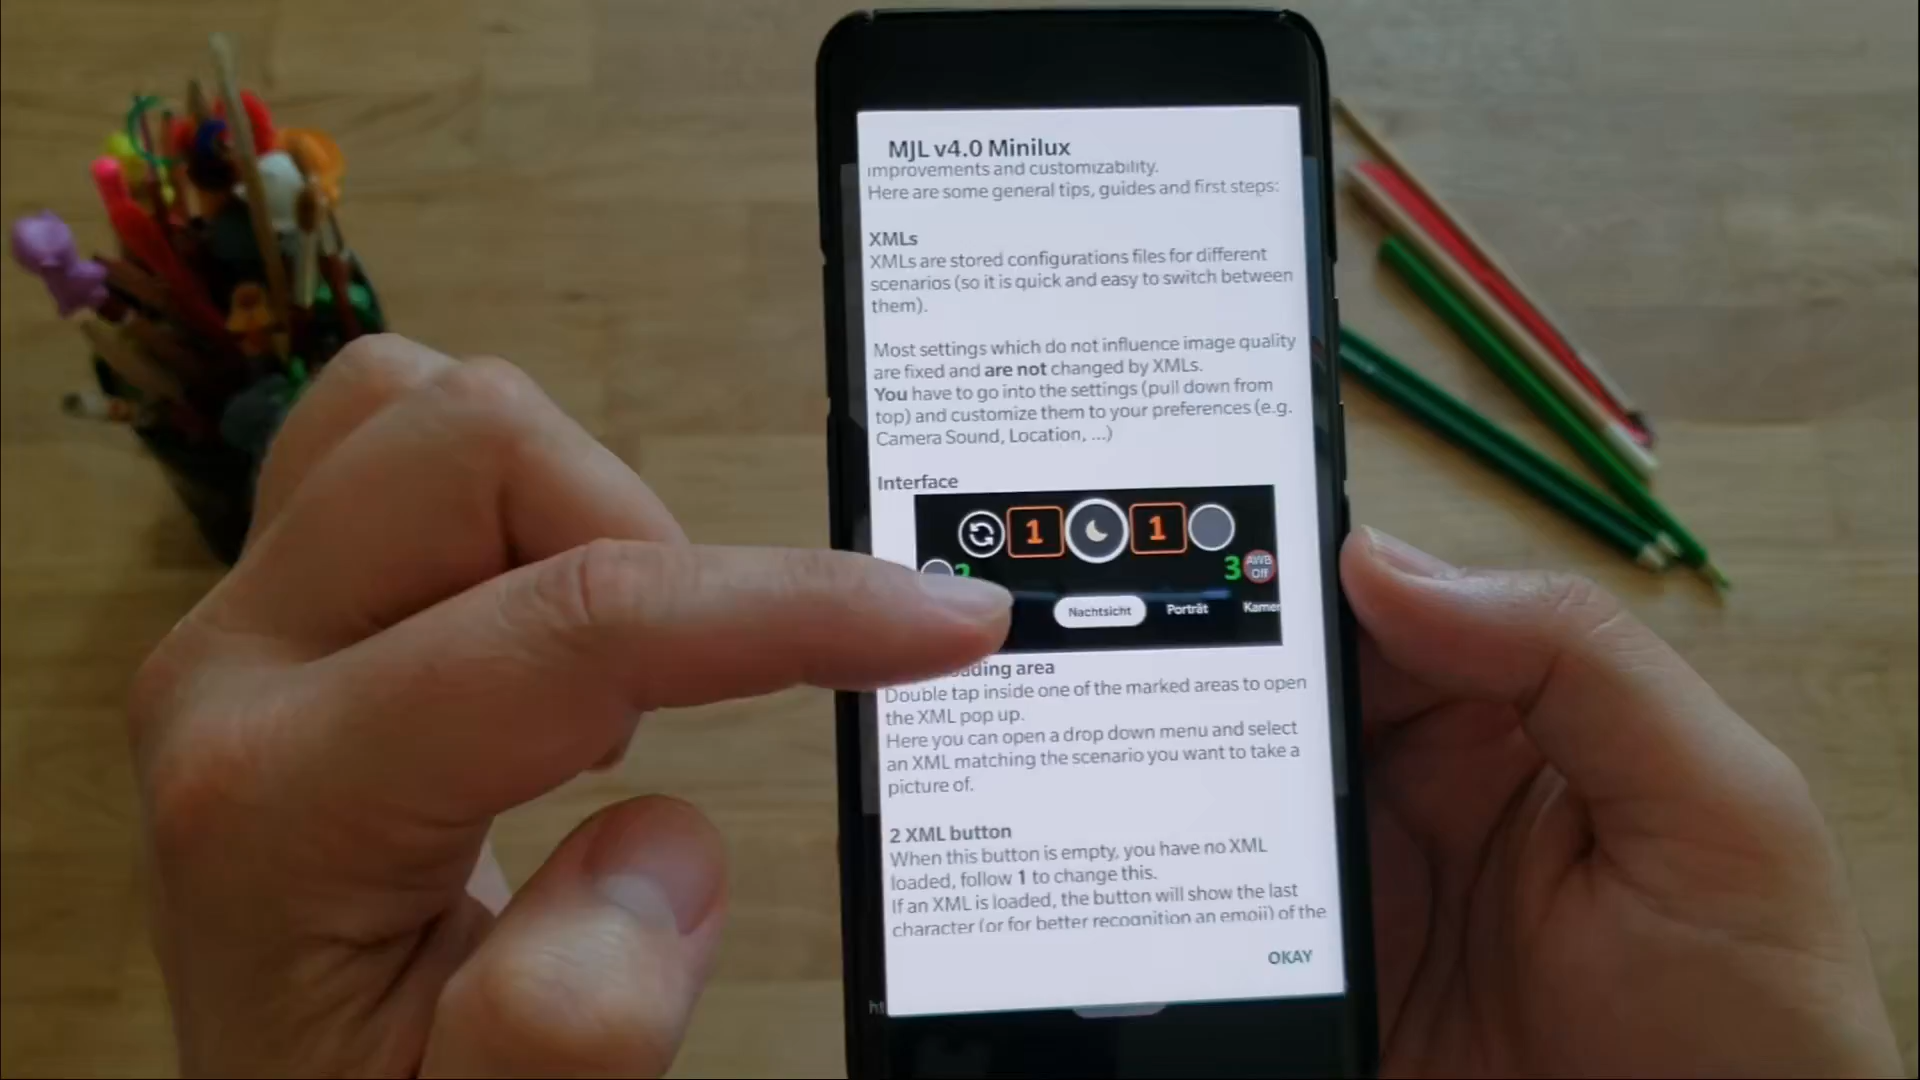 MJL v4.0 Minilux
improvements and customizability.
Here are some general tips, guides and first steps:
XMLs
XMLs are stored configurations files for different
scenarios (so it is quick and easy to switch between
them).
Most settings which do not influence image quality
are fixed and are not changed by XMLs.
You have to go into the settings (pull down from
top) and customize them to your preferences (e.g.
Camera Sound, Location, ...)
Interface
1 1
3 AWB Off
Nachtsicht Porträt Kamer
area
Double tap inside one of the marked areas to open
the XML pop up.
Here you can open a drop down menu and select
an XML matching the scenario you want to take a
picture of.
2 XML button
When this button is empty, you have no XML
loaded, follow 1 to change this.
If an XML is loaded, the button will show the last
character (or for better recognition an emoji) of the
OKAY